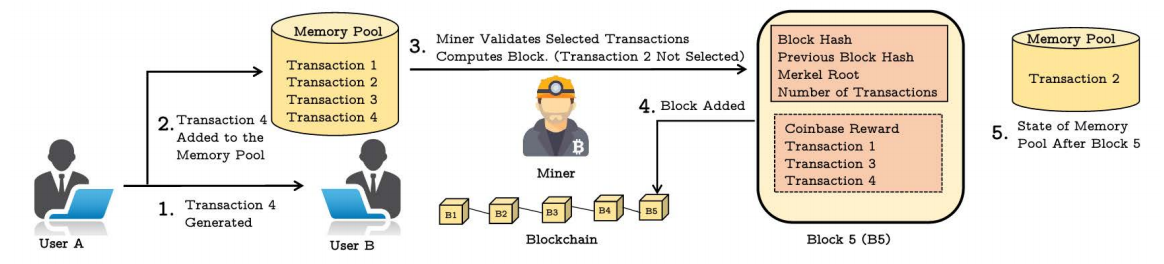 Memory Pool
Transaction 1
Transaction 2
Transaction 3
Transaction 4
2. Transaction 4
Added to the
Memory Pool
1. Transaction 4
Generated
User A
User B
3. Miner Validates Selected Transactions
Computes Block. (Transaction 2 Not Selected)
Miner
4. Block Added
B1
B2
B3
B4
B5
Blockchain
Block Hash
Previous Block Hash
Merkel Root
Number of Transactions
Coinbase Reward
Transaction 1
Transaction 3
Transaction 4
Block 5 (B5)
Memory Pool
Transaction 2
5. State of Memory
Pool After Block 5